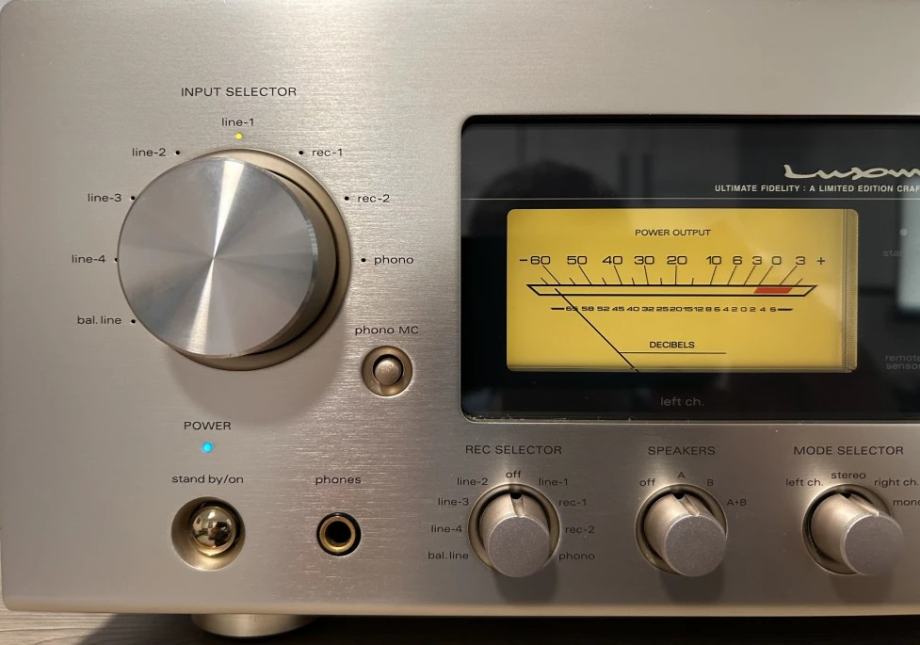 INPUT SELECTOR
line-1
line-2
rec-1
line-3
rec-2
line-4
phono
bal. line
phono MC
ULTIMATE FIDELITY : A LIMITED EDITION
POWER OUTPUT
-60 50 40 30 20 10 6 3 0 3 +
DECIBELS
left ch.
remote
sensor
POWER
stand by/on
phones
REC SELECTOR
off
line-2
line-1
line-3
rec-1
line-4
rec-2
bal. line
phono
SPEAKERS
off
A
B
A+B
MODE SELECTOR
left ch.
stereo
right ch.
mono